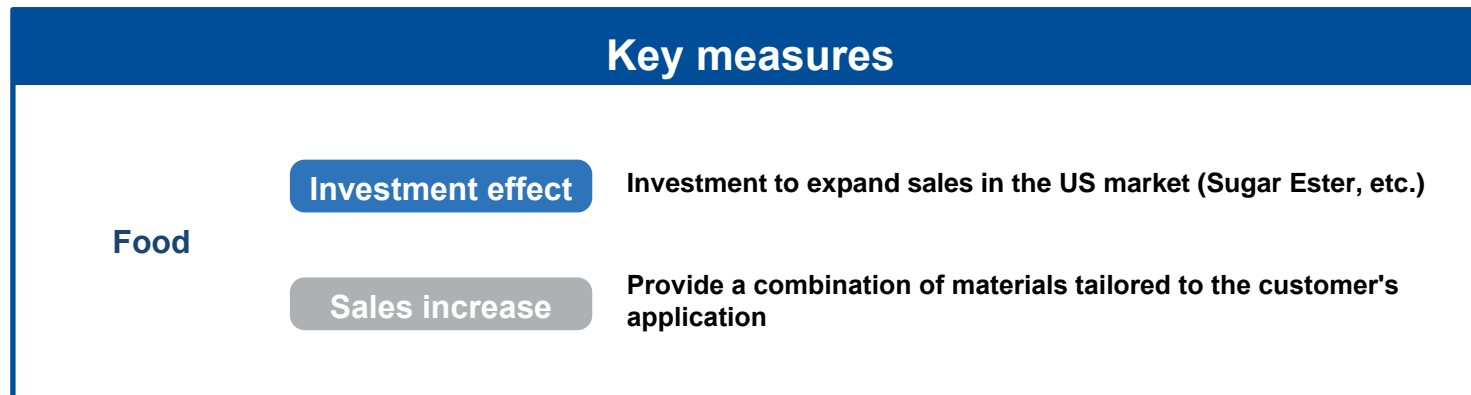 Key measures
Investment effect
Investment to expand sales in the US market (Sugar Ester, etc.)
Food
Sales increase
Provide a combination of materials tailored to the customer's
application